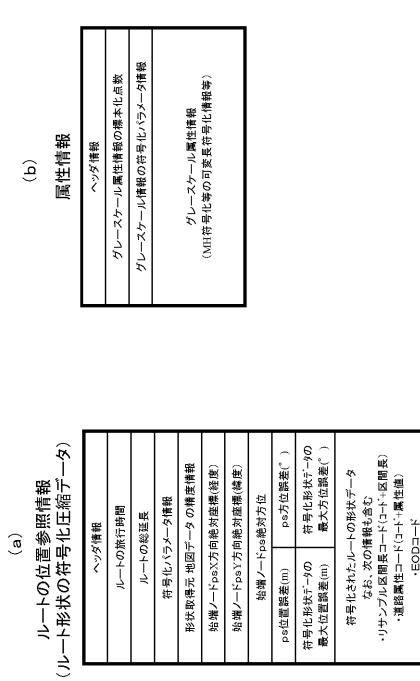 (a)
ルートの位置参照情報
(ルート形状の符号化圧縮データ)
ヘッダ情報
ルートの旅行時間
ルートの総延長
符号化パラメータ情報
形状取得元 地図データの精度情報
始端ノードpsX方向絶対座標(経度)
始端ノードpsY方向絶対座標(緯度)
始端ノードps絶対方位
ps位置誤差(m)
ps方位誤差(°)
符号化形状データの
最大位置誤差(m)
符号化形状データの
最大方位誤差(°)
符号化されたルートの形状データ
なお、次の情報も含む
・リサンプル区間長コード(コード+区間長)
・道路属性コード(コード+属性値)
・EODコード
(b)
属性情報
ヘッダ情報
グレースケール属性情報の標本化点数
グレースケール情報の符号化パラメータ情報
グレースケール属性情報
(MH符号化等の可変長符号化情報等)